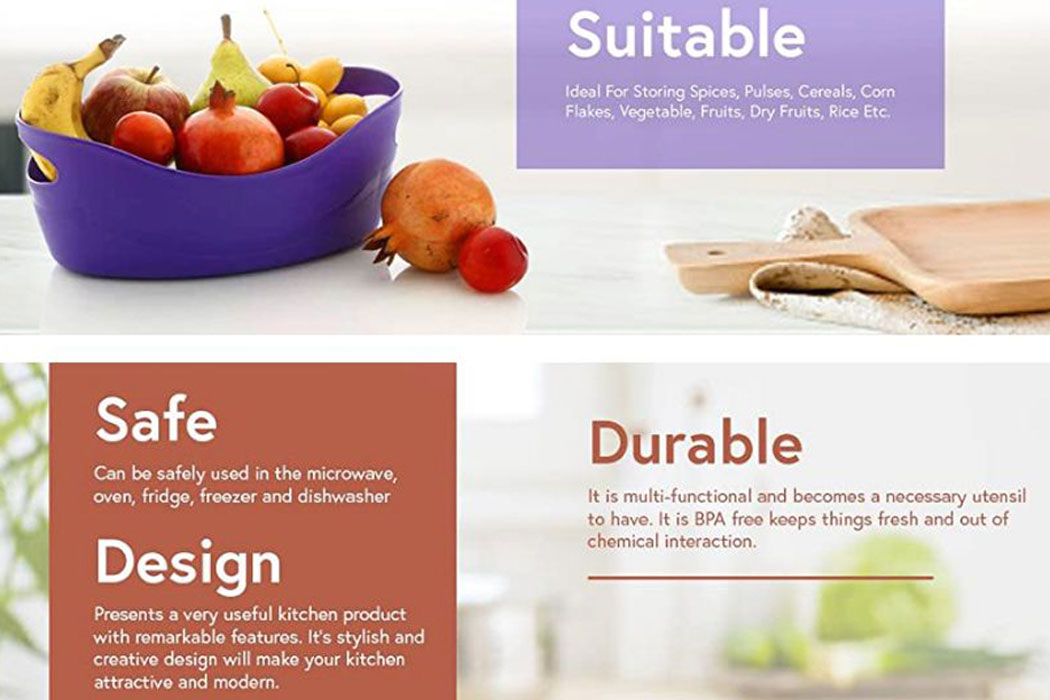 Suitable
Ideal For Storing Spices, Pulses, Cereals, Corn
Flakes, Vegetable, Fruits, Dry Fruits, Rice Etc.
Safe
Can be safely used in the microwave,
oven, fridge, freezer and dishwasher
Design
Presents a very useful kitchen product
with remarkable features. It's stylish and
creative design will make your kitchen
attractive and modern.
Durable
It is multi-functional and becomes a necessary utensil
to have. It is BPA free keeps things fresh and out of
chemical interaction.